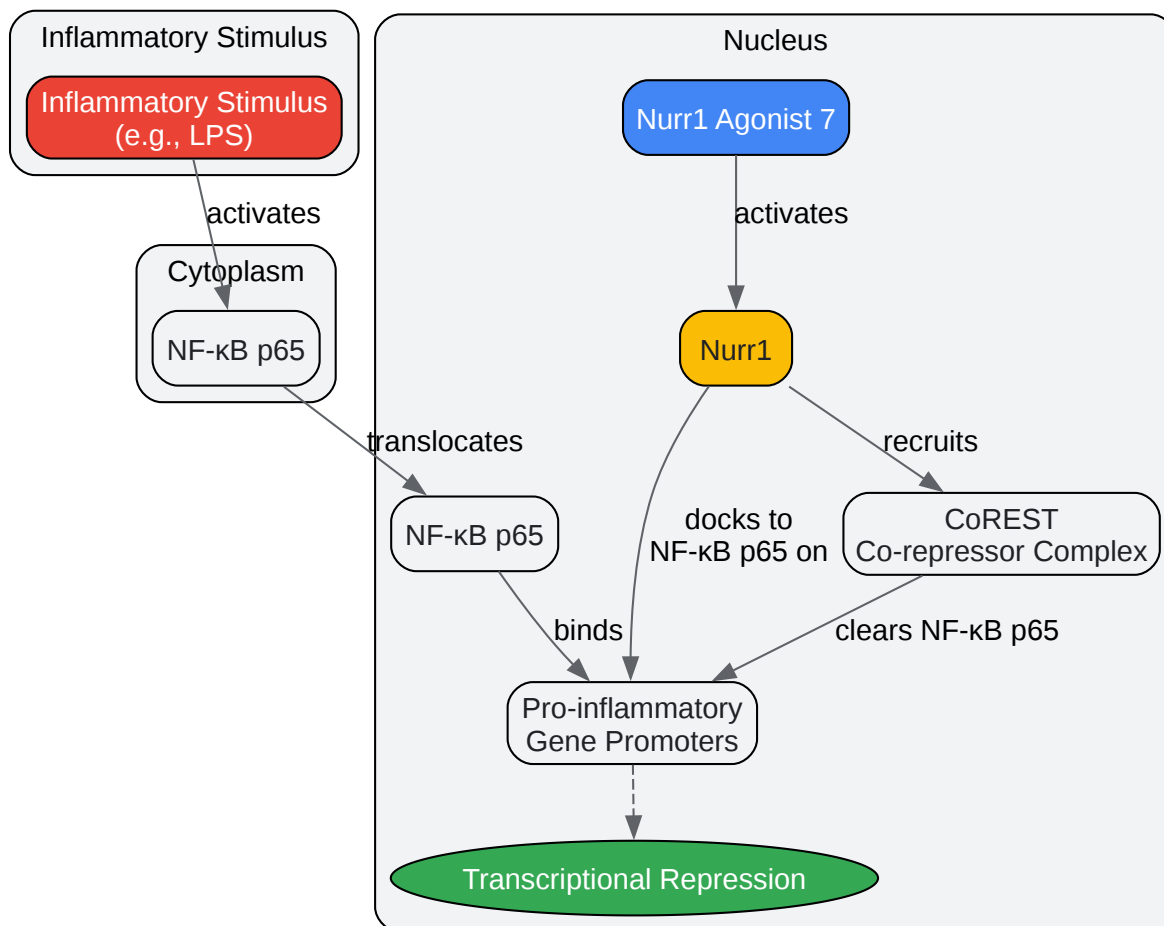 Inflammatory Stimulus
Inflammatory Stimulus
(e.g., LPS)
activates
Cytoplasm
NF-κB p65
translocates
Nucleus
Nurr1 Agonist 7
activates
Nurr1
recruits
docks to
NF-κB p65 on
CoREST
Co-repressor Complex
NF-κB p65
binds
clears NF-κB p65
Pro-inflammatory
Gene Promoters
Transcriptional Repression